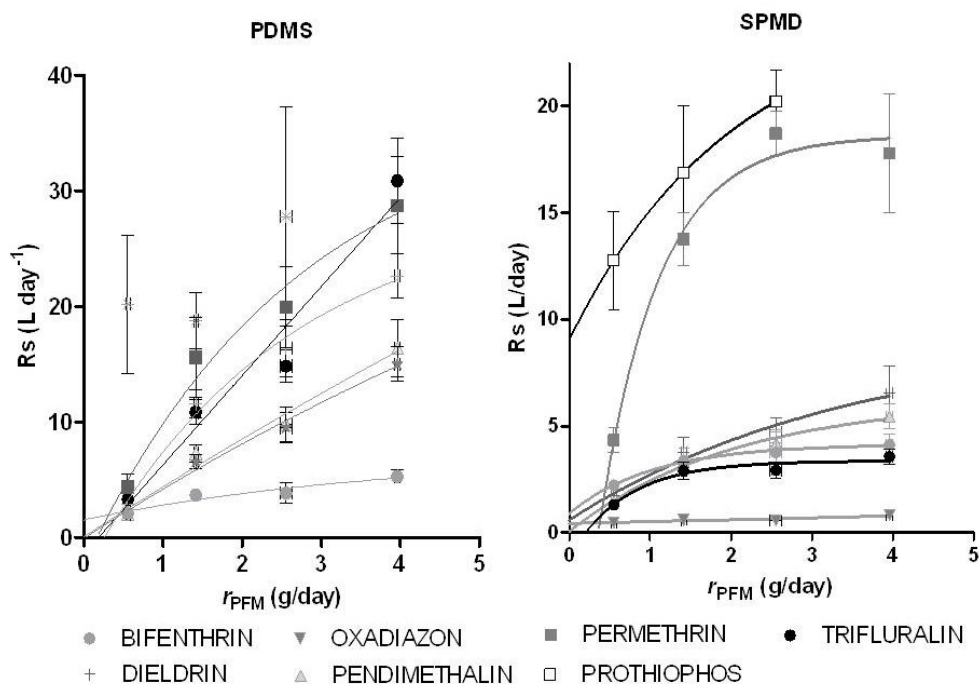 PDMS
40
30
20
10
0
Rs (L day⁻¹)
0 1 2 3 4 5
rPFM (g/day)
SPMD
20
15
10
5
0
Rs (L/day)
0 1 2 3 4 5
rPFM (g/day)
BIFENTHRIN OXADIAZON PERMETHRIN TRIFLURALIN
DIELDRIN PENDIMETHALIN PROTHIOPHOS